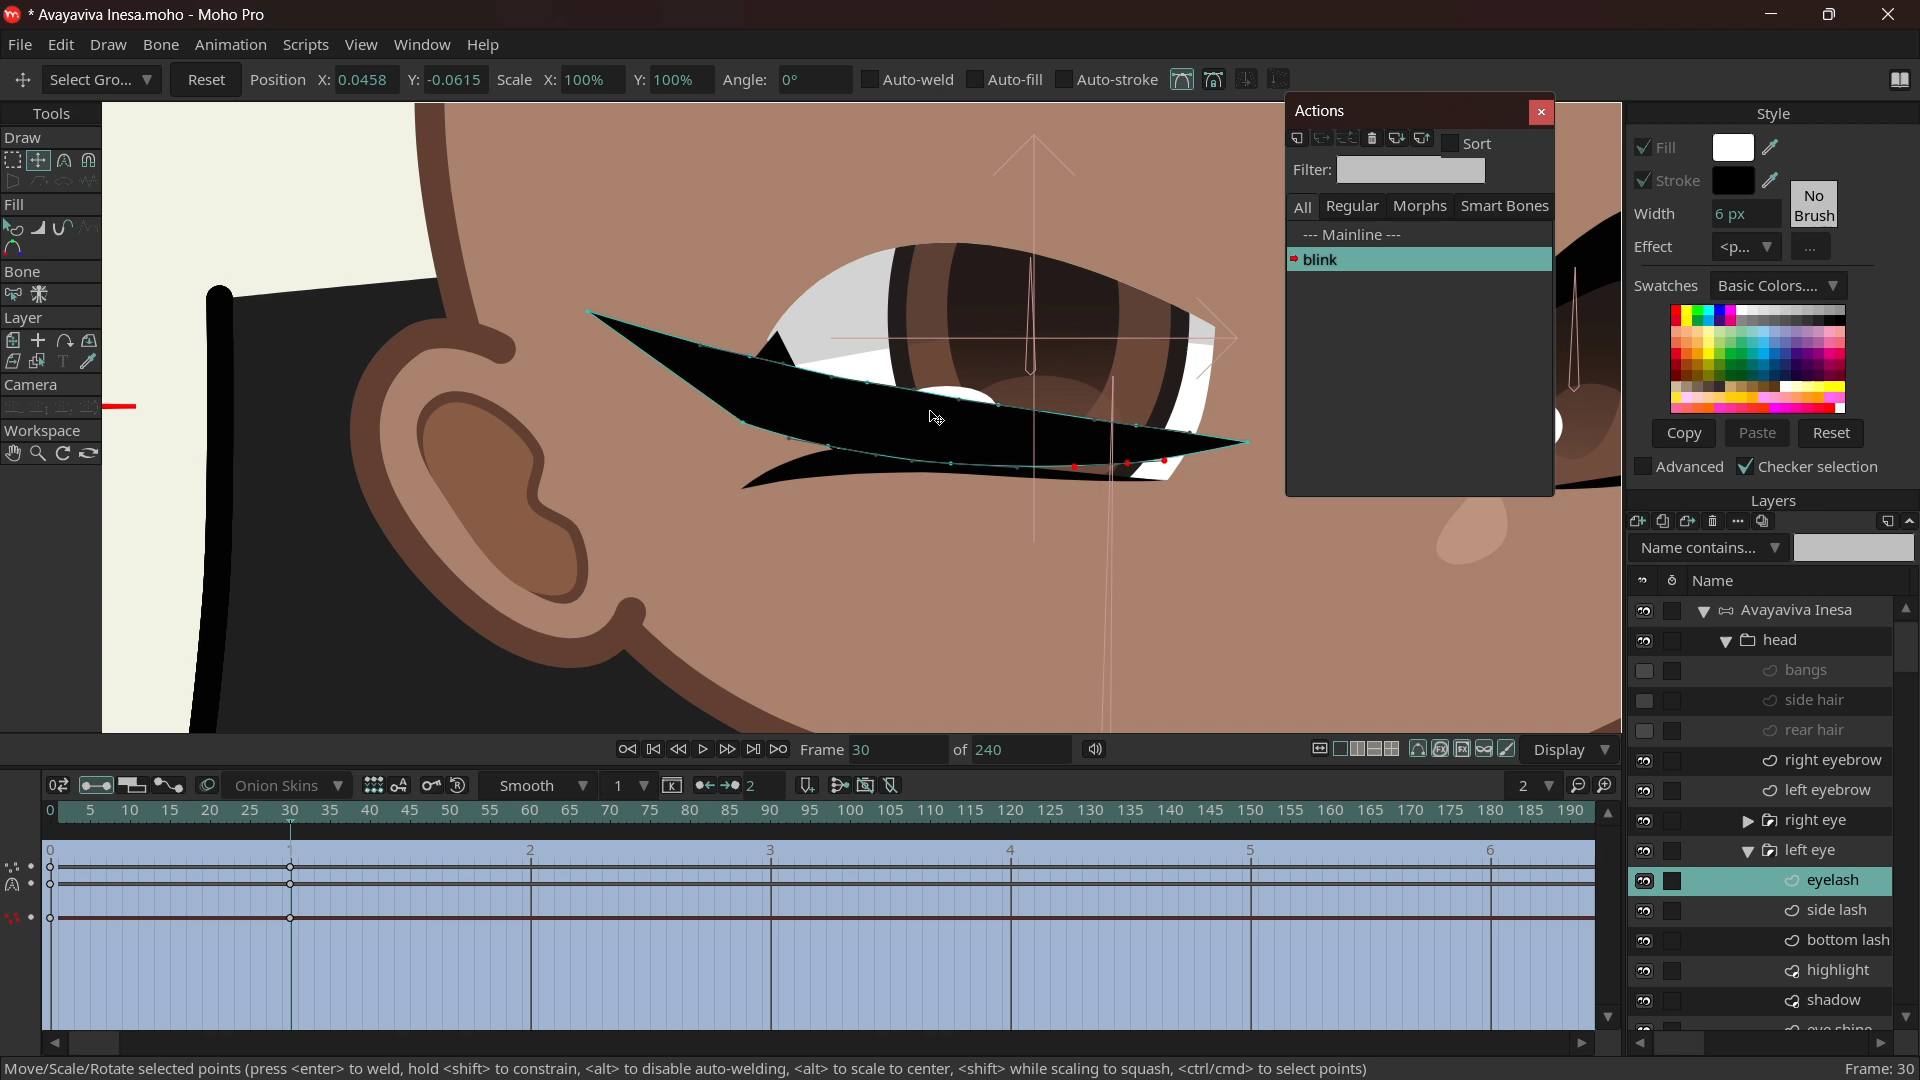 * Avayaviva Inesa.moho - Moho Pro
File Edit Draw Bone Animation Scripts View Window Help
Select Gro... Reset Position X: 0.0458 Y: -0.0615 Scale X: 100% Y: 100% Angle: 0° Auto-weld Auto-fill Auto-stroke
Tools
Draw
Fill
Bone
Layer
Camera
Workspace
Actions
Sort
Filter:
All Regular Morphs Smart Bones
--- Mainline ---
blink
Style
Fill
Stroke
No Brush
Width 6 px
Effect <p... ...
Swatches Basic Colors....
Copy Paste Reset
Advanced Checker selection
Layers
Name contains...
Name
Avayaviva Inesa
head
bangs
side hair
rear hair
right eyebrow
left eyebrow
right eye
left eye
eyelash
side lash
bottom lash
highlight
shadow
eye shine
Frame 30 of 240 Display
Onion Skins Smooth 1 K 2 2
0 5 10 15 20 25 30 35 40 45 50 55 60 65 70 75 80 85 90 95 100 105 110 115 120 125 130 135 140 145 150 155 160 165 170 175 180 185 190
0 1 2 3 4 5 6
Move/Scale/Rotate selected points (press <enter> to weld, hold <shift> to constrain, <alt> to disable auto-welding, <alt> to scale to center, <shift> while scaling to squash, <ctrl/cmd> to select points) Frame: 30